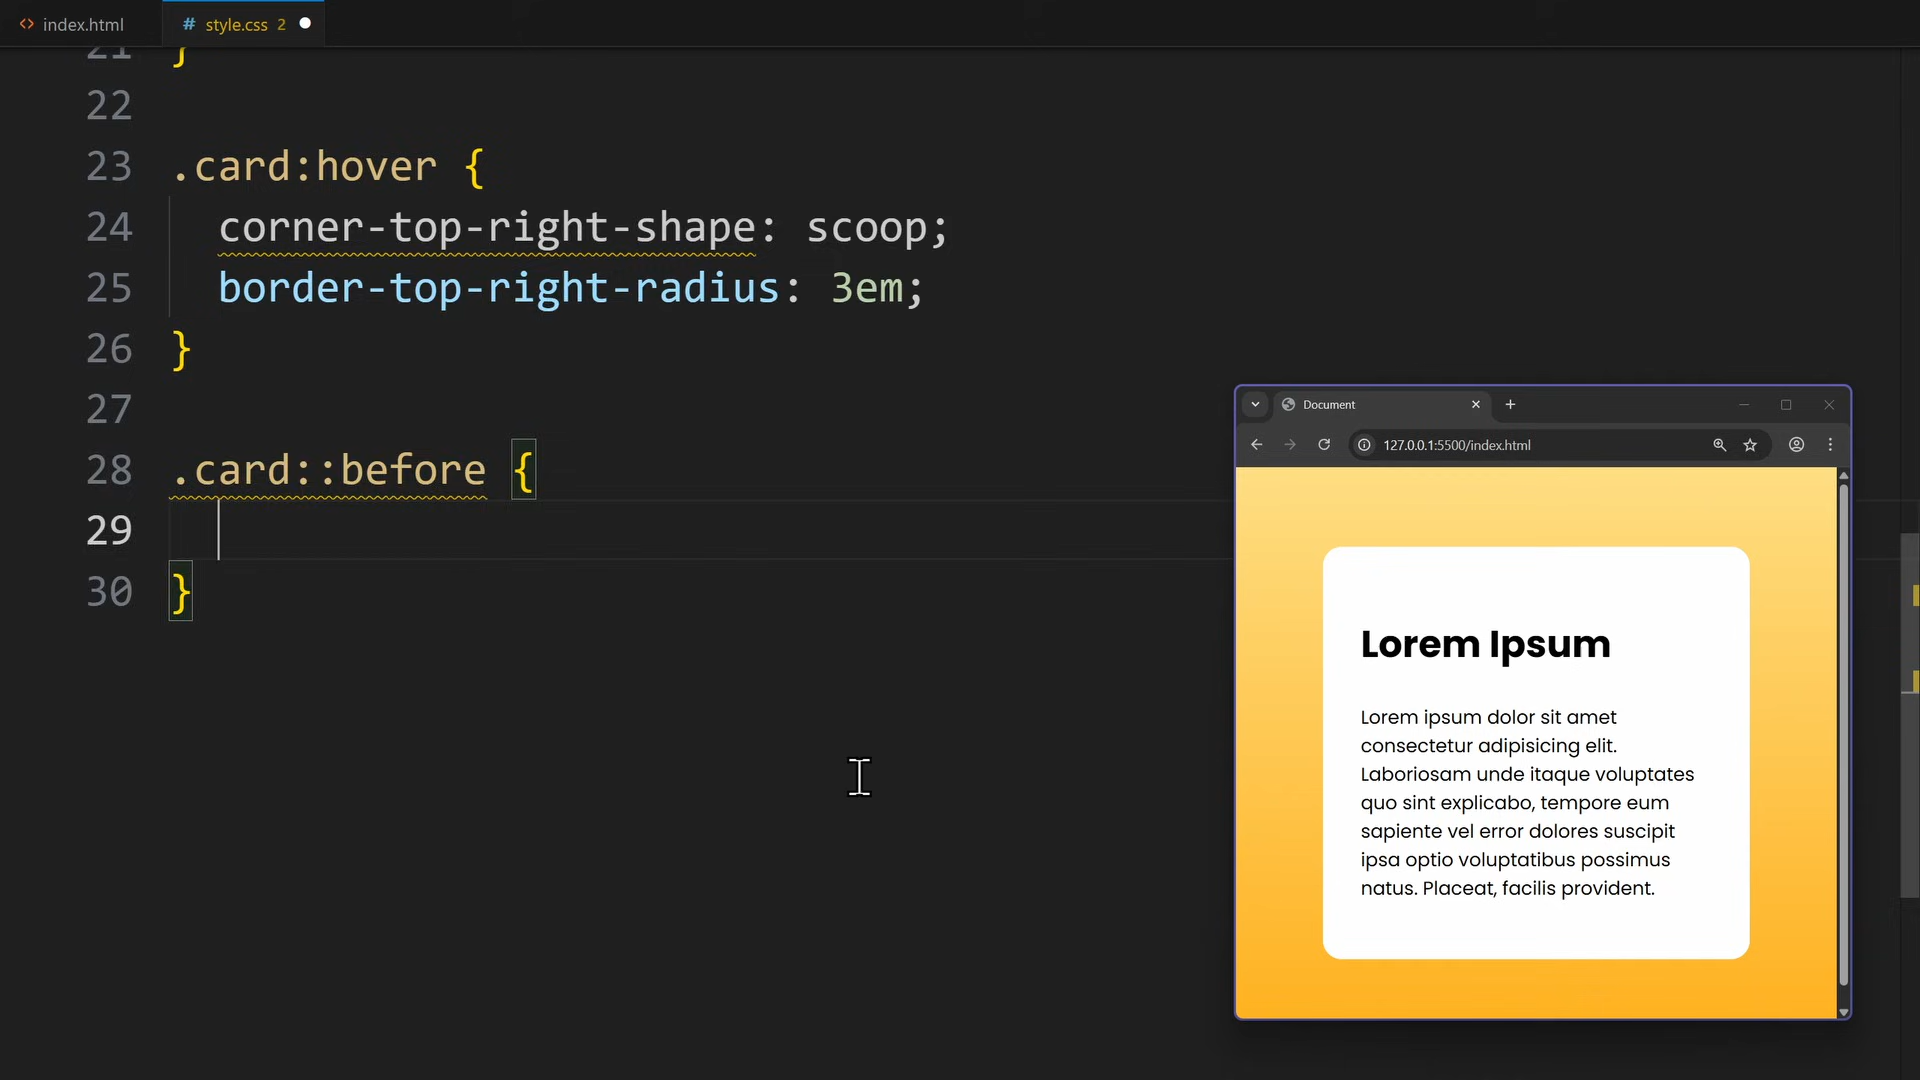 index.html
# style.css 2
21 }
22
23 .card:hover {
24 corner-top-right-shape: scoop;
25 border-top-right-radius: 3em;
26 }
27
28 .card::before {
29
30 }
Document
127.0.0.1:5500/index.html
Lorem Ipsum
Lorem ipsum dolor sit amet
consectetur adipisicing elit.
Laboriosam unde itaque voluptates
quo sint explicabo, tempore eum
sapiente vel error dolores suscipit
ipsa optio voluptatibus possimus
natus. Placeat, facilis provident.